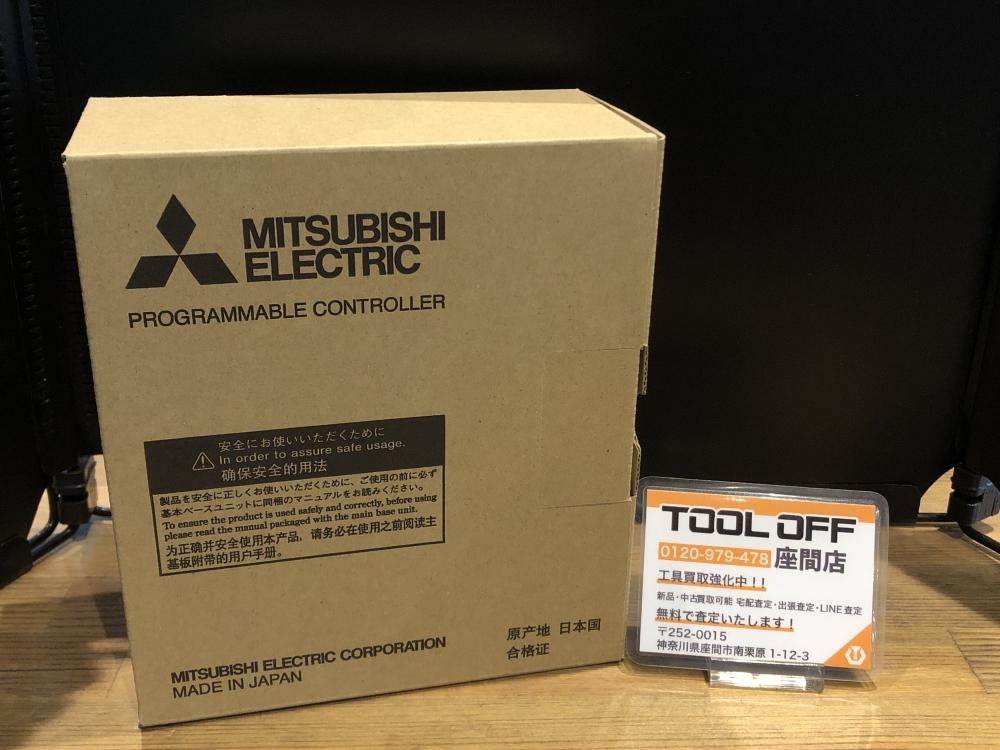 MITSUBISHI
ELECTRIC
PROGRAMMABLE CONTROLLER
安全にお使いいただくために
In order to assure safe usage.
确保安全的用法
製品を安全に正しくお使いいただくために、ご使用の前に必ず
基本ベースユニットに同梱のマニュアルをお読みください。
To ensure the product is used safely and correctly, before using
please read the manual packaged with the main base unit.
为正确并安全使用本产品，请务必在使用之前阅读主
基板附带的用户手册。
原产地 日本国
合格证
MITSUBISHI ELECTRIC CORPORATION
MADE IN JAPAN
TOOL OFF
0120-979-478 座間店
工具買取強化中！！
新品・中古買取可能 宅配査定・出張査定・LINE査定
無料で査定いたします！
〒252-0015
神奈川県座間市南栗原 1-12-3